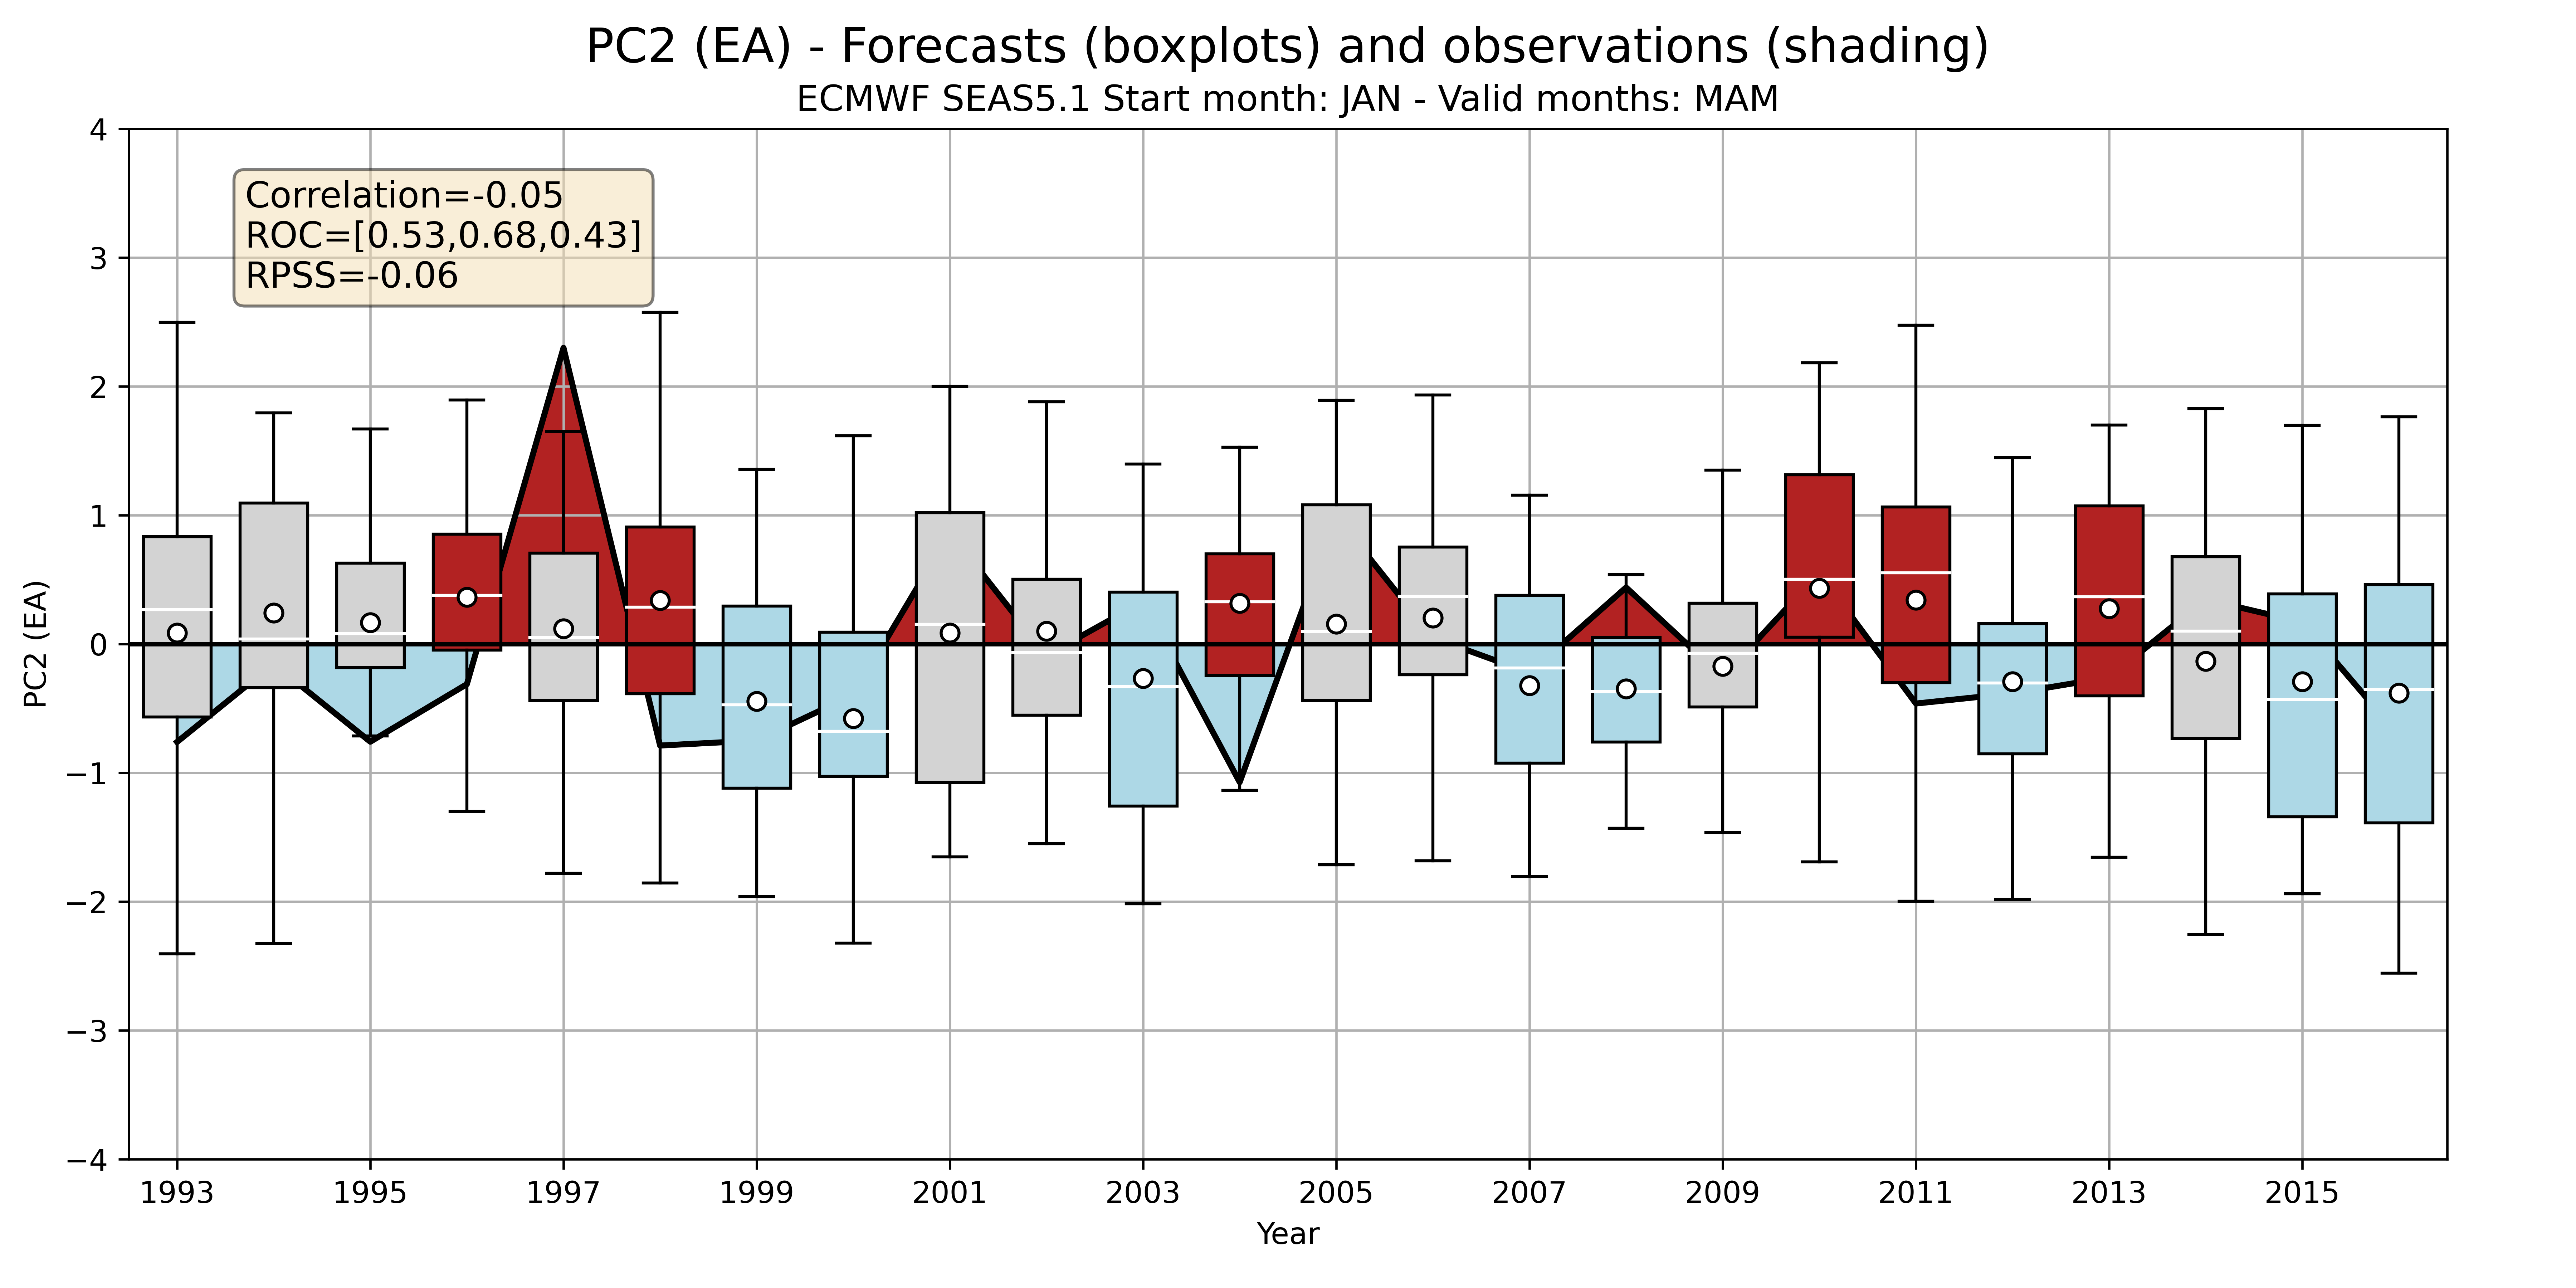 PC2 (EA) - Forecasts (boxplots) and observations (shading)
ECMWF SEAS5.1 Start month: JAN - Valid months: MAM
Correlation=-0.05
ROC=[0.53,0.68,0.43]
RPSS=-0.06
PC2 (EA)
4
3
2
1
0
−1
−2
−3
−4
1993 1995 1997 1999 2001 2003 2005 2007 2009 2011 2013 2015
Year